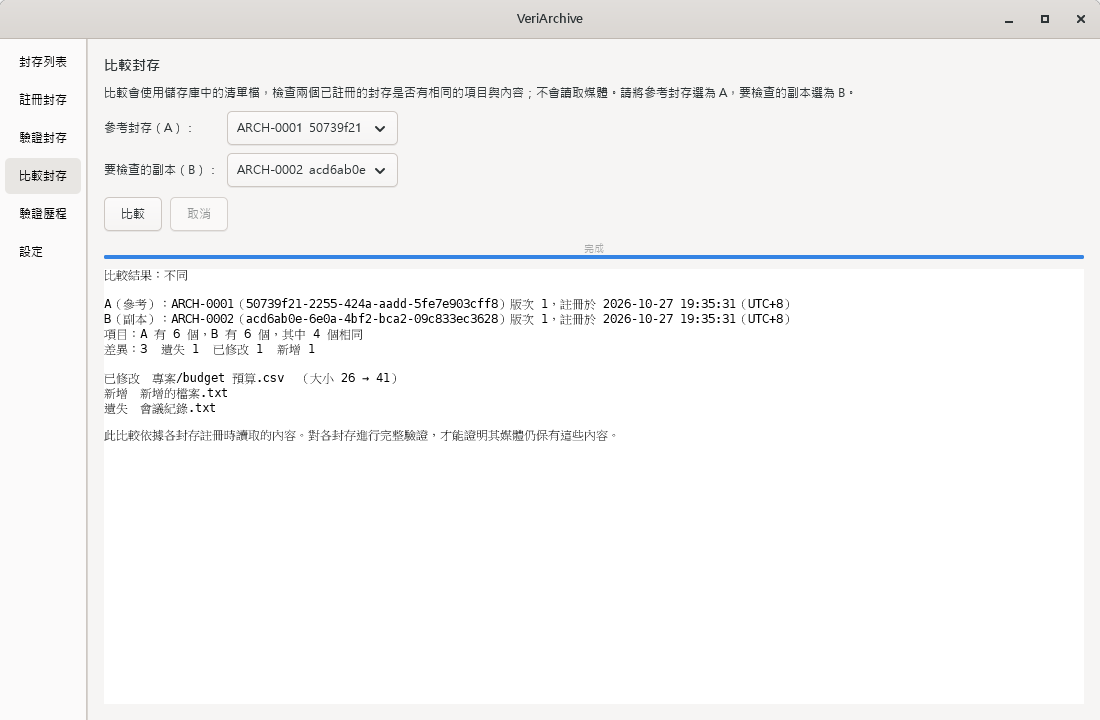 VeriArchive
封存列表
註冊封存
驗證封存
比較封存
驗證歷程
設定
比較封存
比較會使用儲存庫中的清單檔，檢查兩個已註冊的封存是否有相同的項目與內容；不會讀取媒體。請將參考封存選為 A，要檢查的副本選為 B。
參考封存（A）： ARCH-0001 50739f21
要檢查的副本（B）： ARCH-0002 acd6ab0e
比較 取消
完成
比較結果：不同
A（參考）：ARCH-0001（50739f21-2255-424a-aadd-5fe7e903cff8）版次 1，註冊於 2026-10-27 19:35:31（UTC+8）
B（副本）：ARCH-0002（acd6ab0e-6e0a-4bf2-bca2-09c833ec3628）版次 1，註冊於 2026-10-27 19:35:31（UTC+8）
項目：A 有 6 個，B 有 6 個，其中 4 個相同
差異：3 遺失 1 已修改 1 新增 1
已修改 專案/budget 預算.csv （大小 26 → 41）
新增 新增的檔案.txt
遺失 會議紀錄.txt
此比較依據各封存註冊時讀取的內容。對各封存進行完整驗證，才能證明其媒體仍保有這些內容。